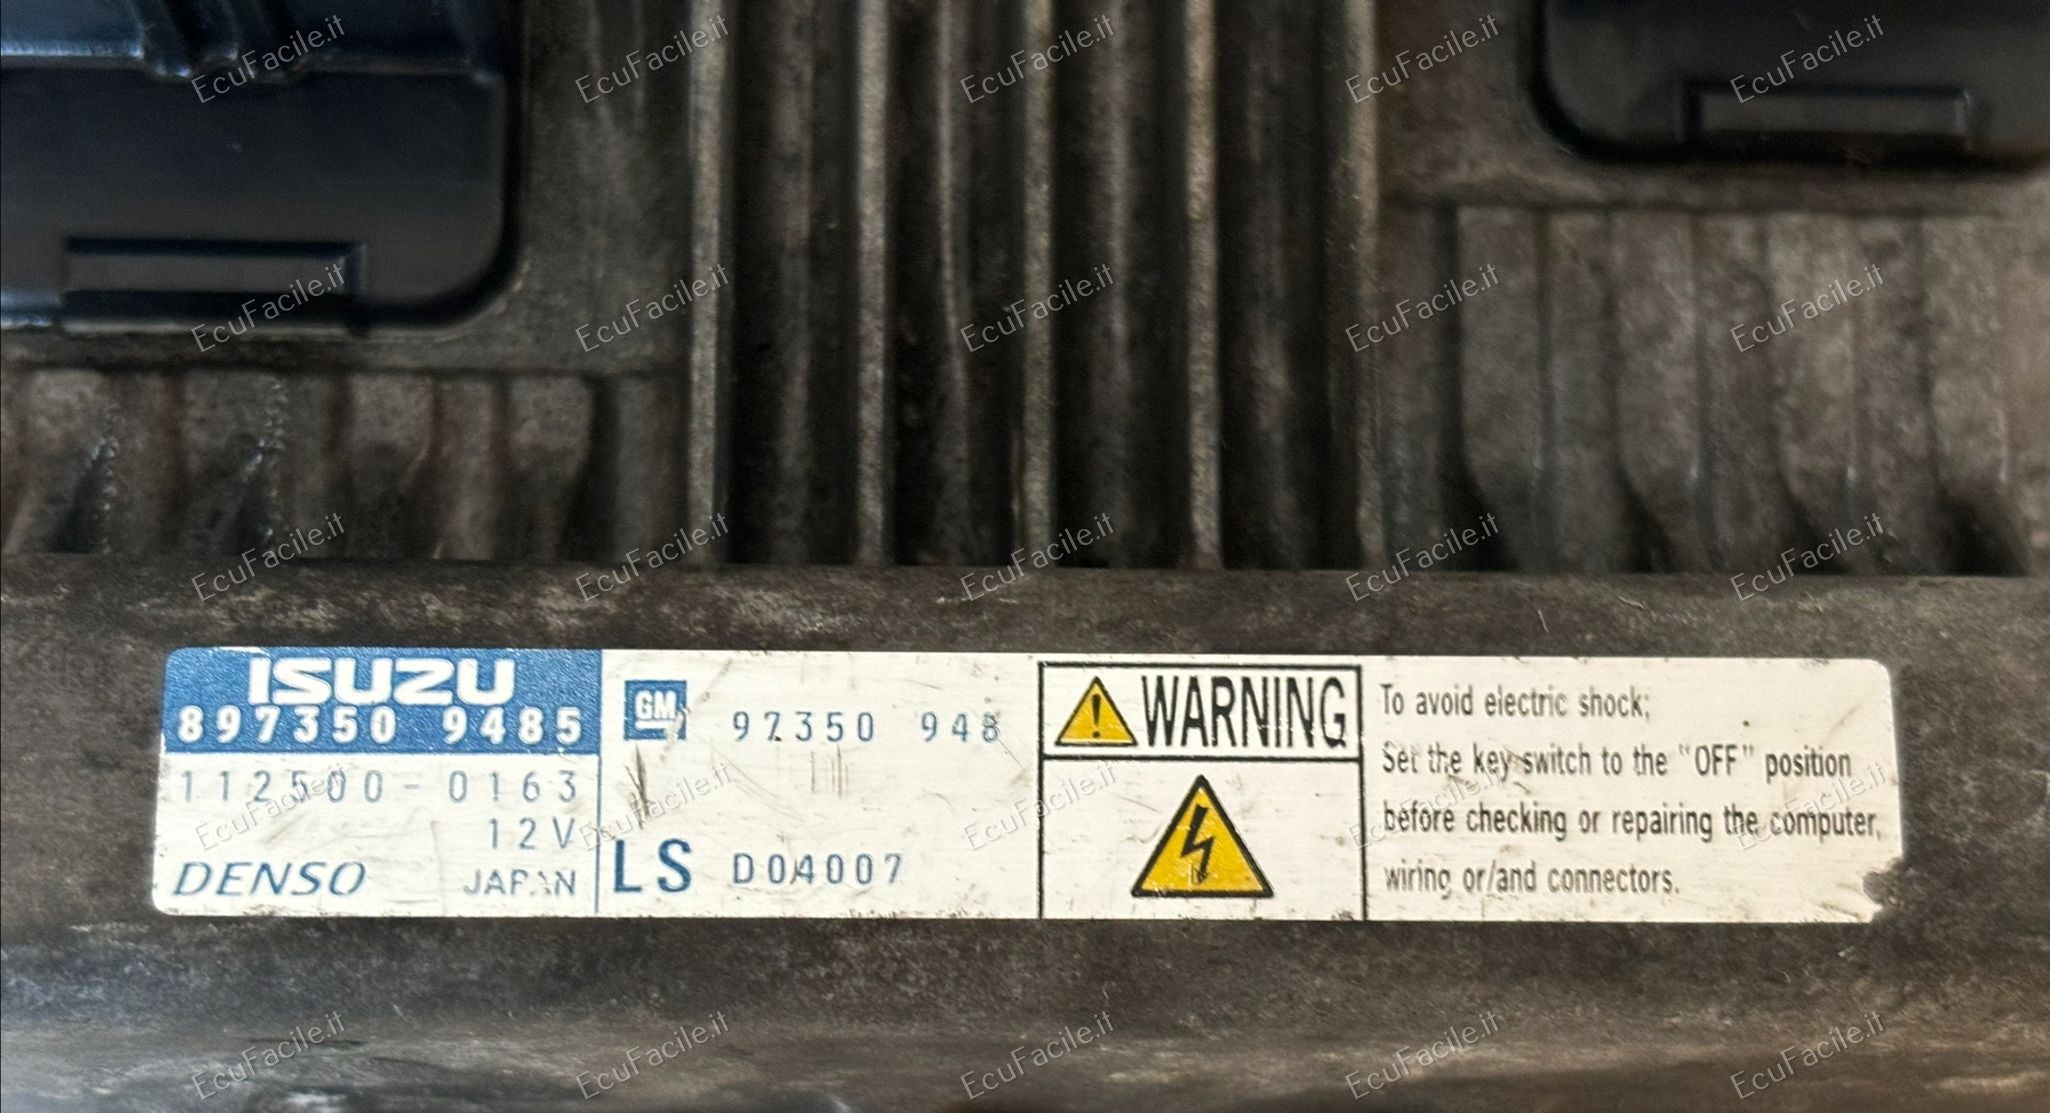 ISUZU
897350 9485
112500-0163
12V
DENSO JAPAN
GM 97350 948
LS D04007
WARNING
To avoid electric shock;
Set the key switch to the "OFF" position
before checking or repairing the computer,
wiring or/and connectors.
EcuFacile.it